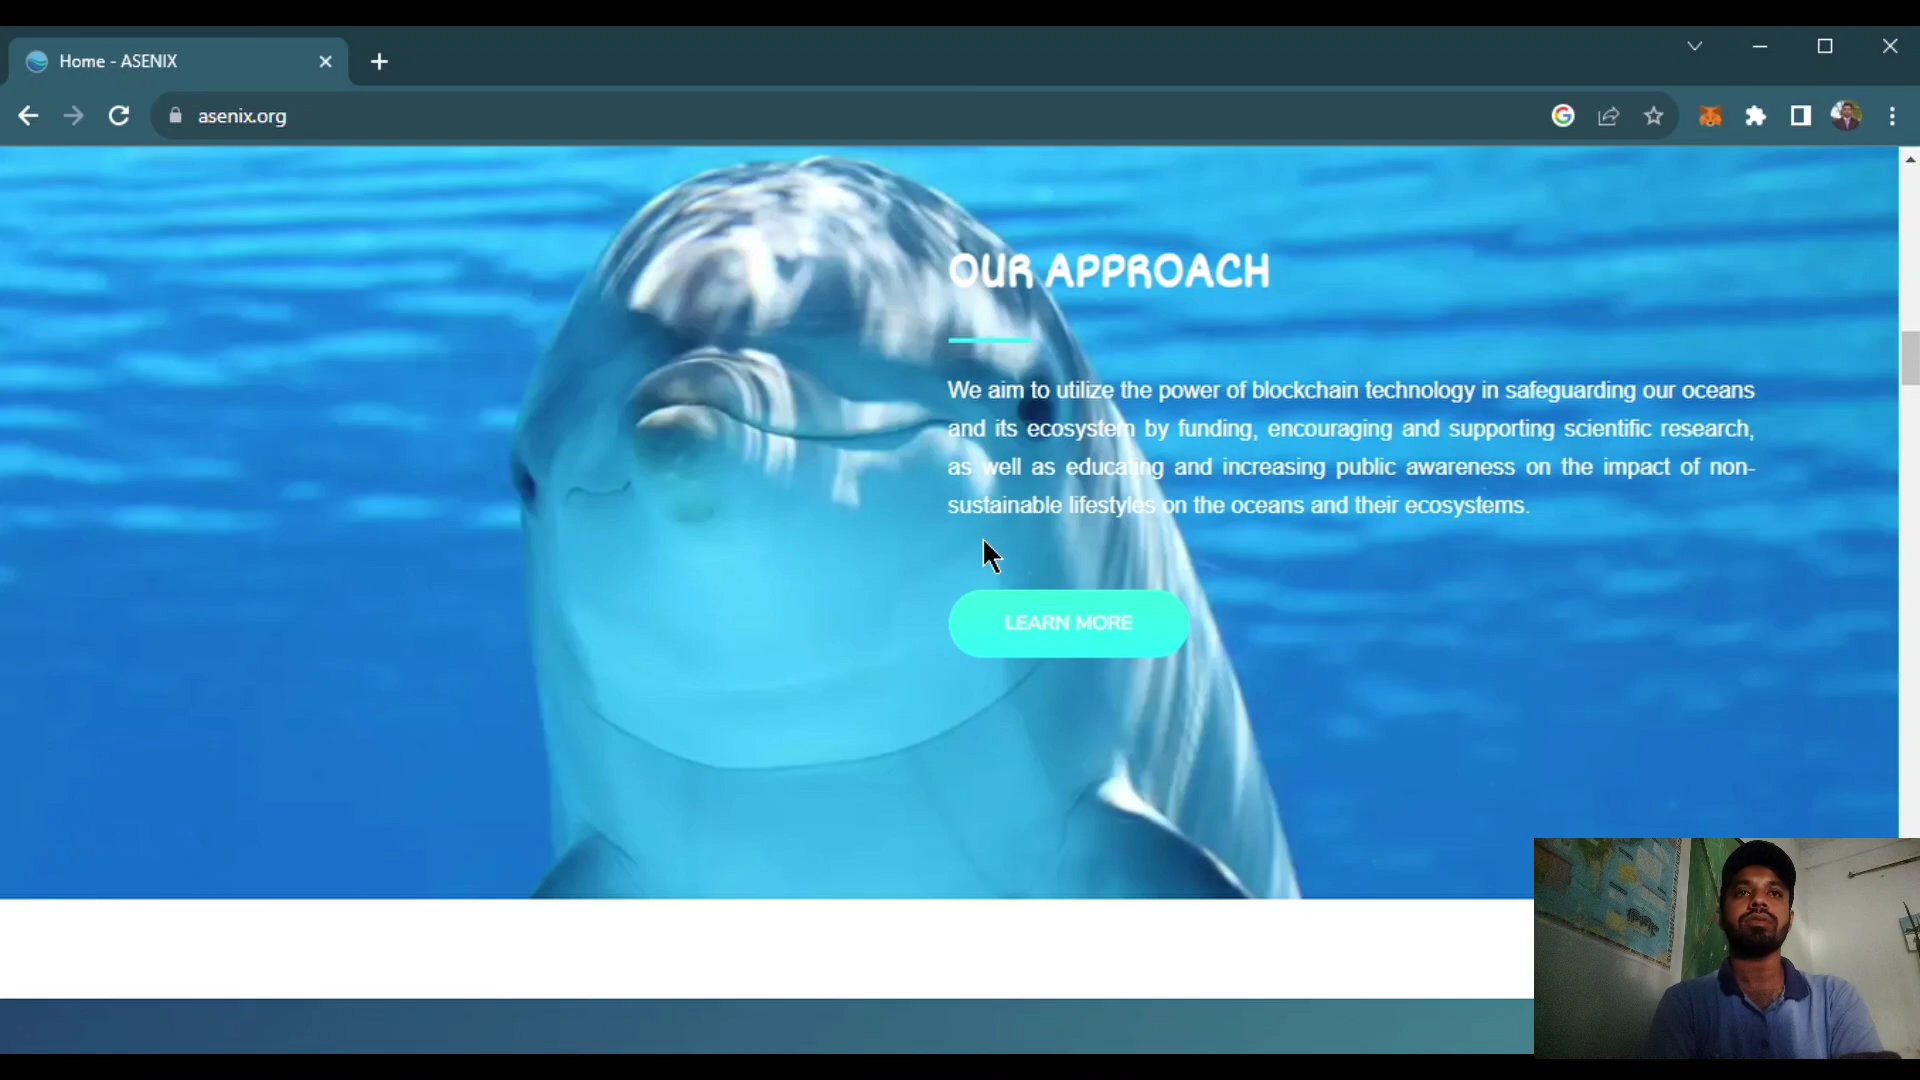 Home - ASENIX
asenix.org
OUR APPROACH
We aim to utilize the power of blockchain technology in safeguarding our oceans
and its ecosystem by funding, encouraging and supporting scientific research,
as well as educating and increasing public awareness on the impact of non-
sustainable lifestyles on the oceans and their ecosystems.
LEARN MORE